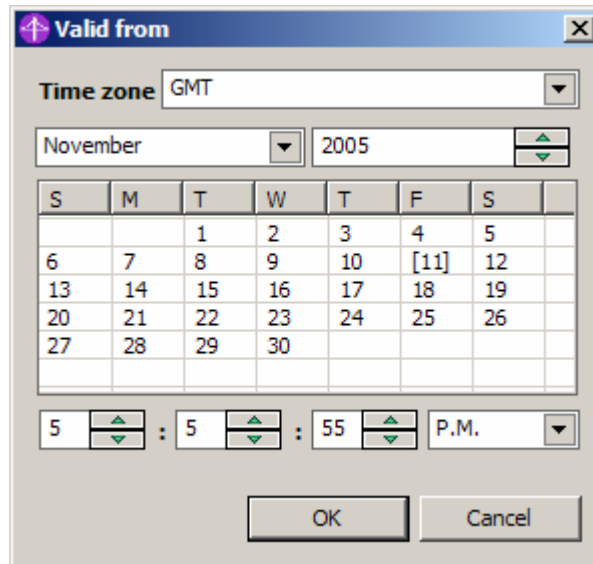 Valid from
Time zone GMT
November 2005
S M T W T F S
1 2 3 4 5
6 7 8 9 10 [11] 12
13 14 15 16 17 18 19
20 21 22 23 24 25 26
27 28 29 30
5 : 5 : 55 P.M.
OK Cancel